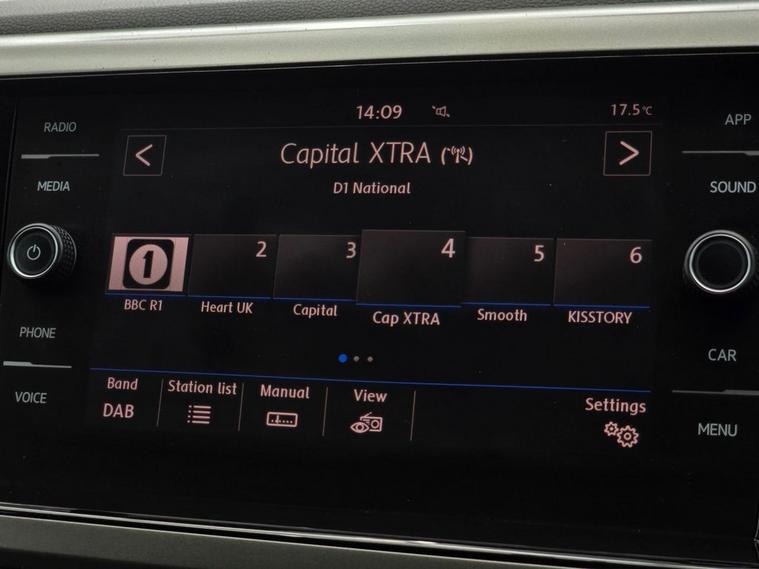 14:09
17.5°C
RADIO
APP
Capital XTRA
MEDIA
D1 National
SOUND
1
2
3
4
5
6
BBC R1
Heart UK
Capital
Cap XTRA
Smooth
KISSTORY
PHONE
CAR
VOICE
MENU
Band
DAB
Station list
Manual
View
Settings